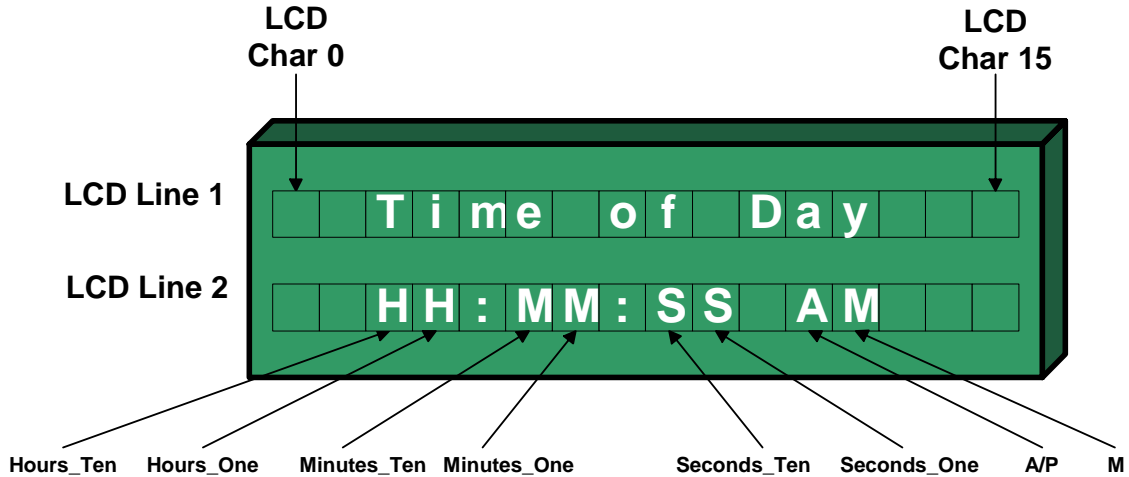 LCD
Char 0
LCD
Char 15
LCD Line 1
Time of Day
LCD Line 2
HH:MM:SS AM
Hours_Ten Hours_One Minutes_Ten Minutes_One Seconds_Ten Seconds_One A/P M